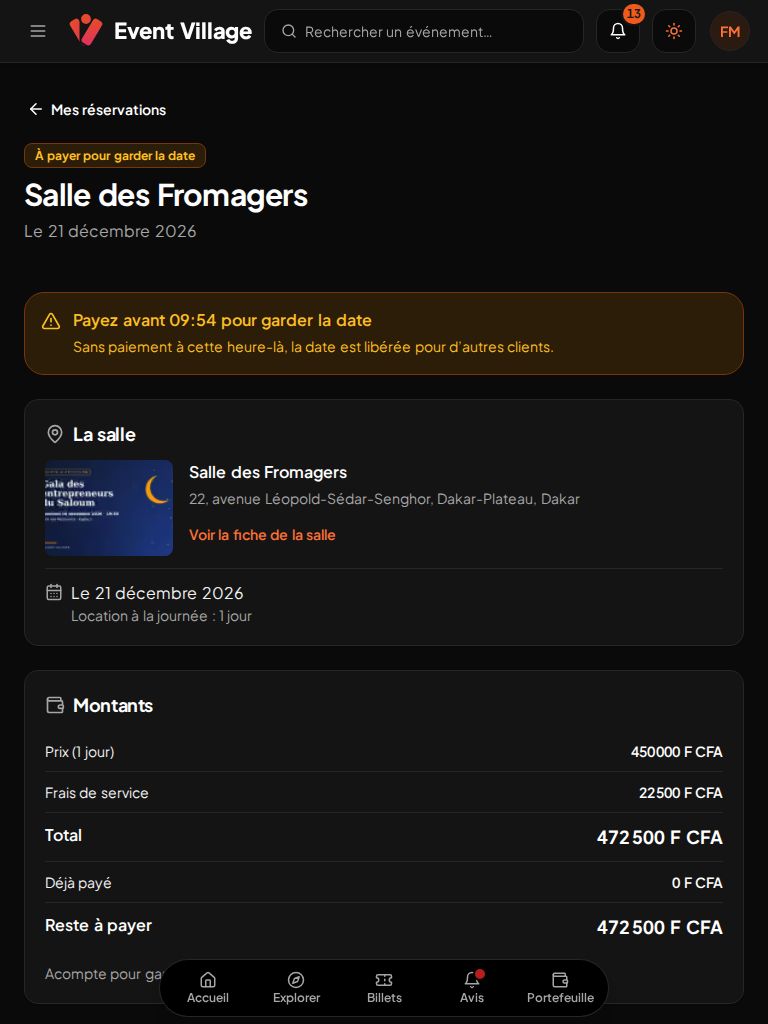 Event Village
Rechercher un événement...
13
FM
Mes réservations
À payer pour garder la date
Salle des Fromagers
Le 21 décembre 2026
Payez avant 09:54 pour garder la date
Sans paiement à cette heure-là, la date est libérée pour d'autres clients.
La salle
Gala des
entrepreneurs
du Saloum
Salle des Fromagers
22, avenue Léopold-Sédar-Senghor, Dakar-Plateau, Dakar
Voir la fiche de la salle
Le 21 décembre 2026
Location à la journée : 1 jour
Montants
Prix (1 jour) 450 000 F CFA
Frais de service 22 500 F CFA
Total 472 500 F CFA
Déjà payé 0 F CFA
Reste à payer 472 500 F CFA
Acompte pour
Accueil
Explorer
Billets
Avis
Portefeuille